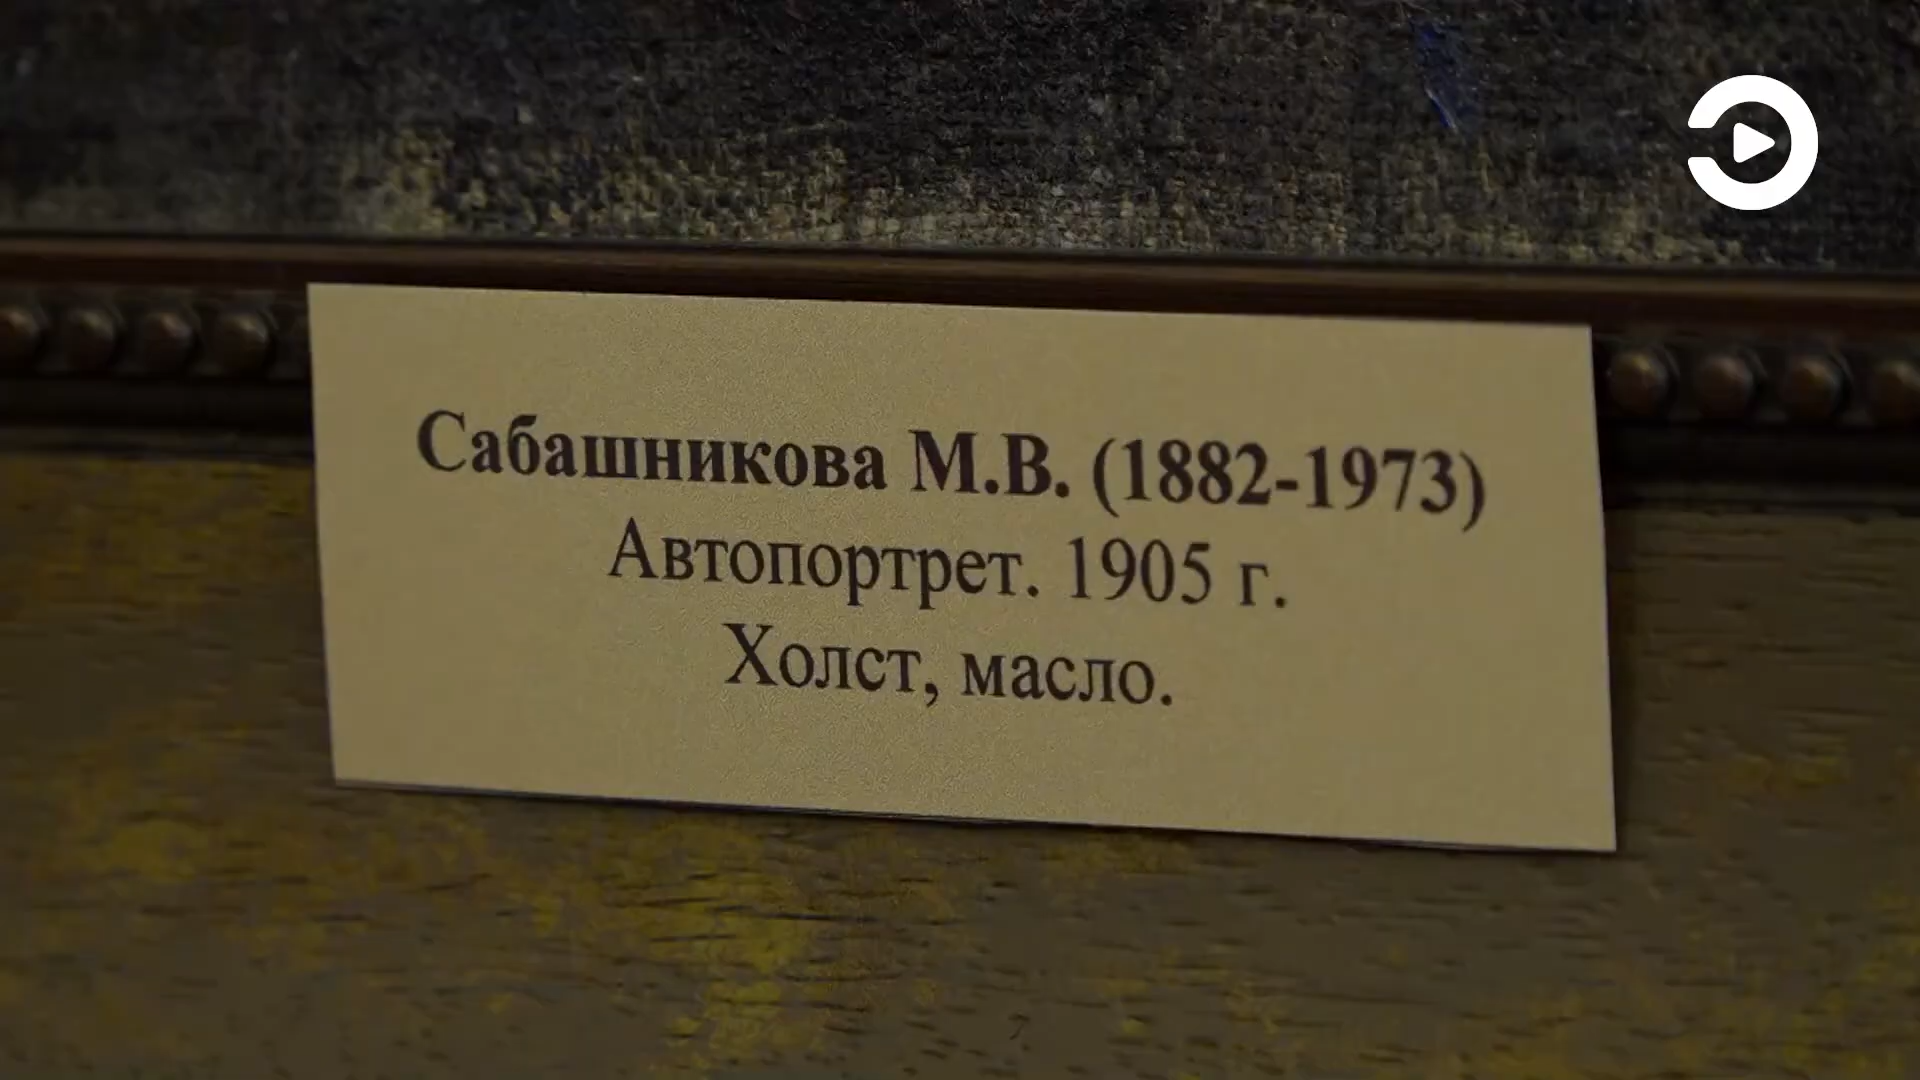 Сабашникова М.В. (1882-1973)
Автопортрет. 1905 г.
Холст, масло.